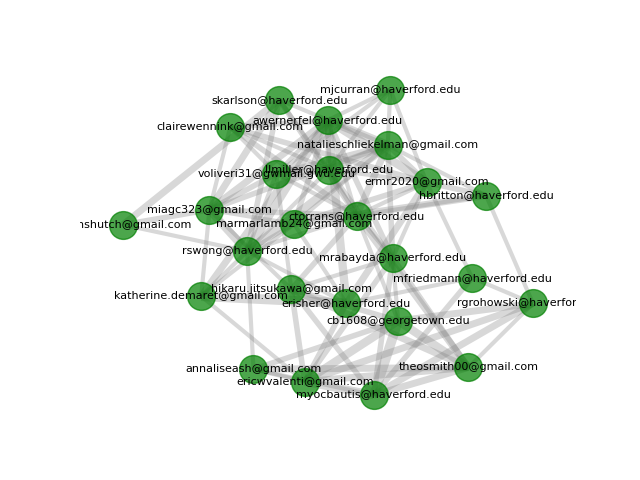 mjcurran@haverford.edu
skarlson@haverford.edu
awernerfel@haverford.edu
clairewennink@gmail.com
natalieschliekelman@gmail.com
llmiller@haverford.edu
voliveri31@gwmail.gwu.edu
ermr2020@gmail.com
hbritton@haverford.edu
miagc323@gmail.com
ctocrans@haverford.edu
marmarlamb24@gmail.com
nshutch@gmail.com
rswong@haverford.edu
mrabayda@haverford.edu
mfriedmann@haverford.edu
hikaru.jitsukawa@gmail.com
katherine.demaret@gmail.com
erisher@haverford.edu
rgrohowski@haverfor
cb1608@georgetown.edu
annaliseash@gmail.com
theosmith00@gmail.com
ericwvalenti@gmail.com
myocbautis@haverford.edu